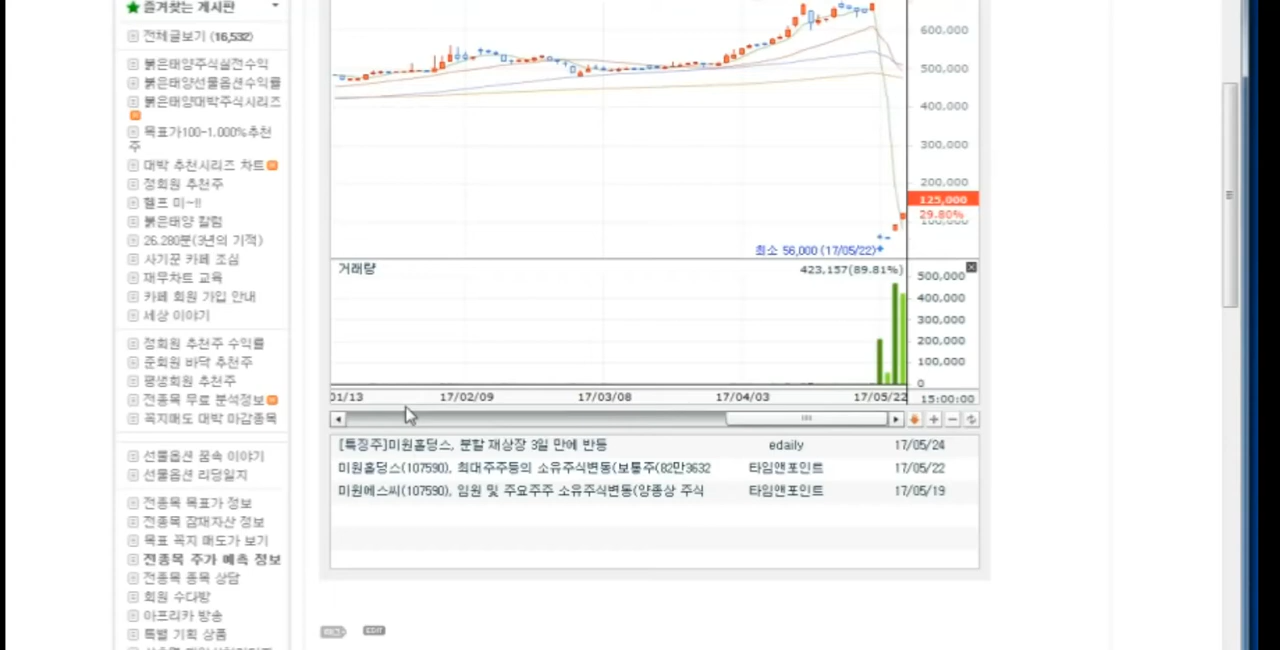 즐겨찾는 게시판
전체글보기 (16,532)
붉은태양주식실전수익
붉은태양선물옵션수익률
붉은태양대박주식시리즈
목표가100~1,000%추천
주
대박 추천시리즈 차트
정회원 추천주
헬프 미~!!
붉은태양 칼럼
26,280분(3년의 기적)
사기꾼 카페 조심
재무차트 교육
카페 회원 가입 안내
세상 이야기
정회원 추천주 수익률
준회원 바닥 추천주
평생회원 추천주
전종목 무료 분석정보
꼭지매도 대박 마감종목
선물옵션 꿈속 이야기
선물옵션 리딩일지
전종목 목표가 정보
전종목 잠재자산 정보
목표 꼭지 매도가 보기
전종목 주가 예측 정보
전종목 종목 상담
회원 수다방
아프리카 방송
특별 기획 상품
600,000
500,000
400,000
300,000
200,000
125,000
29.80%
100,000
최소 56,000 (17/05/22)
거래량
423,157(89.81%)
500,000
400,000
300,000
200,000
100,000
0
01/13 17/02/09 17/03/08 17/04/03 17/05/22 15:00:00
[특징주]미원홀딩스, 분할 재상장 3일 만에 반등 edaily 17/05/24
미원홀딩스(107590), 최대주주등의 소유주식변동(보통주(82만3632 타임앤포인트 17/05/22
미원에스씨(107590), 임원 및 주요주주 소유주식변동(양종상 주식 타임앤포인트 17/05/19
EDIT